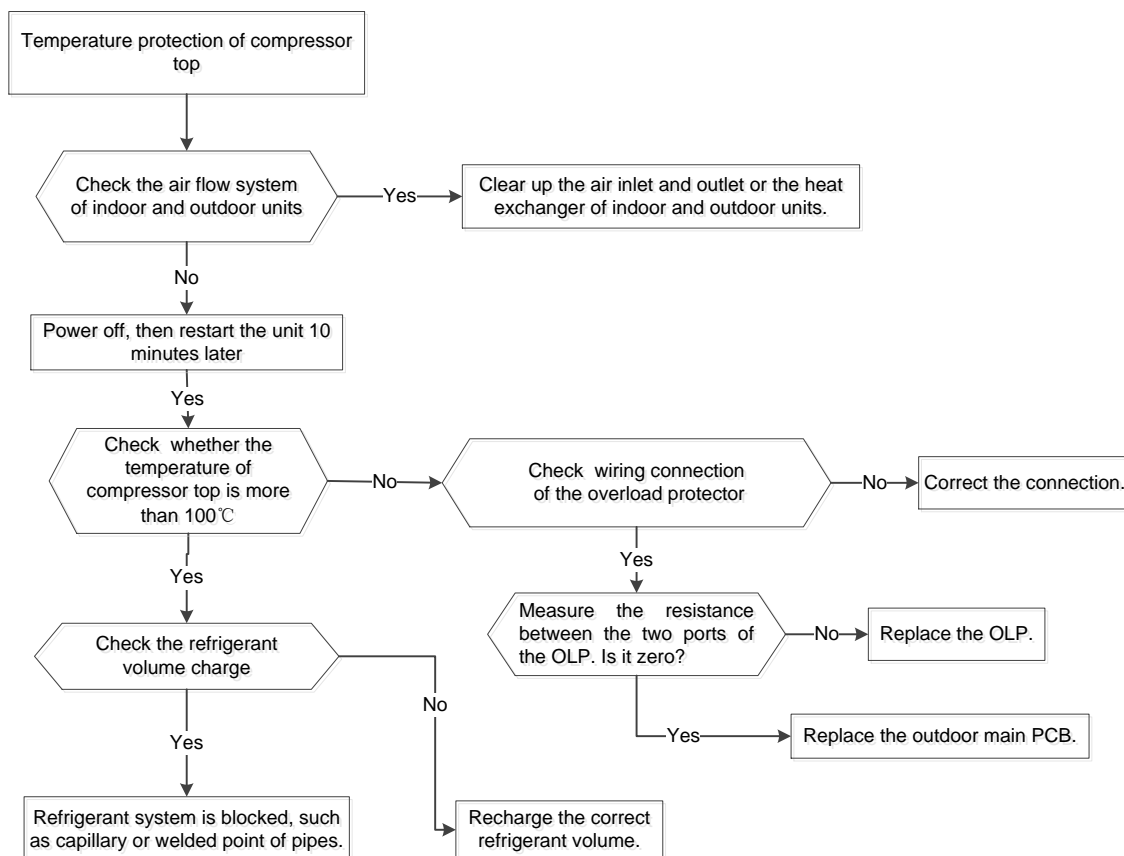 Temperature protection of compressor
top
Check the air flow system
of indoor and outdoor units
Yes
Clear up the air inlet and outlet or the heat
exchanger of indoor and outdoor units.
No
Power off, then restart the unit 10
minutes later
Yes
Check whether the
temperature of
compressor top is more
than 100℃
No
Check wiring connection
of the overload protector
No
Correct the connection.
Yes
Yes
Measure the resistance
between the two ports of
the OLP. Is it zero?
No
Replace the OLP.
Check the refrigerant
volume charge
No
Yes
Replace the outdoor main PCB.
Yes
Refrigerant system is blocked, such
as capillary or welded point of pipes.
Recharge the correct
refrigerant volume.